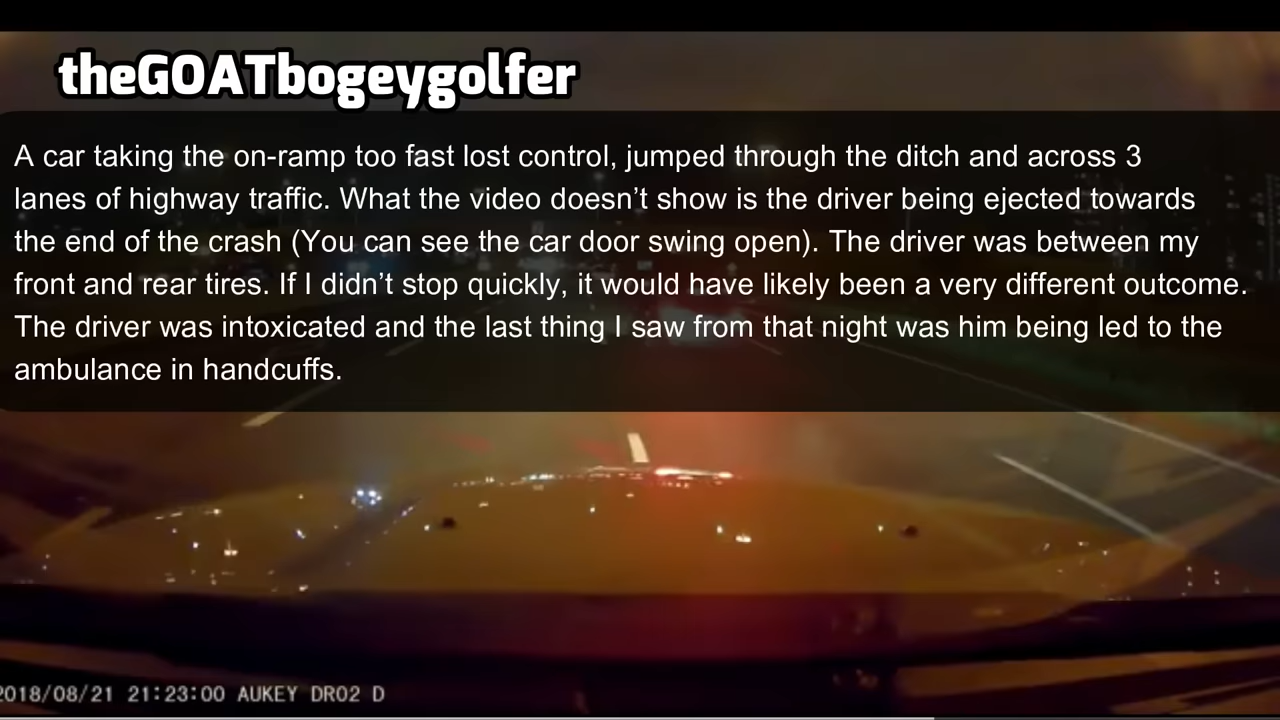 theGOATbogeygolfer
A car taking the on-ramp too fast lost control, jumped through the ditch and across 3
lanes of highway traffic. What the video doesn’t show is the driver being ejected towards
the end of the crash (You can see the car door swing open). The driver was between my
front and rear tires. If I didn’t stop quickly, it would have likely been a very different outcome.
The driver was intoxicated and the last thing I saw from that night was him being led to the
ambulance in handcuffs.
2018/08/21 21:23:00 AUKEY DR02 D